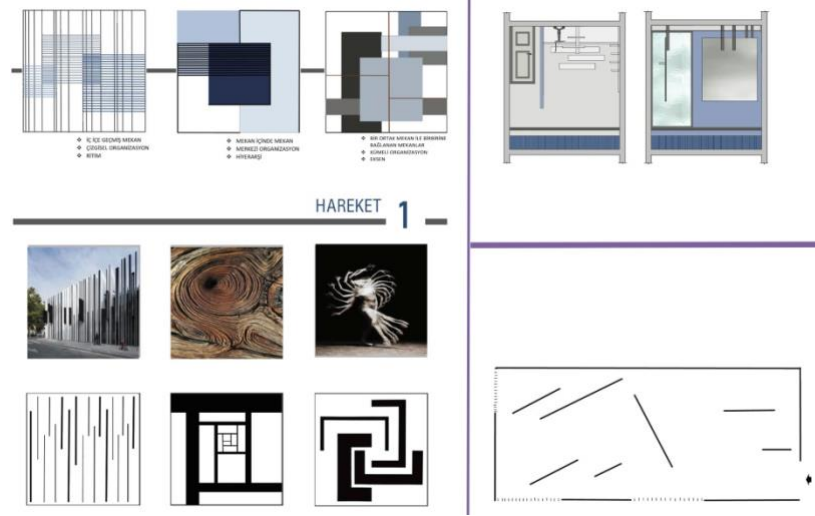 İÇ İÇE GEÇMİŞ MEKAN
ÇİZGİSEL ORGANİZASYON
RİTİM
MEKAN İÇİNDE MEKAN
MERKEZİ ORGANİZASYON
HİYERARŞİ
BİR ORTAK MEKAN İLE BİRBİRİNE
BAĞLANAN MEKANLAR
KÜMELİ ORGANİZASYON
EKSEN
HAREKET 1